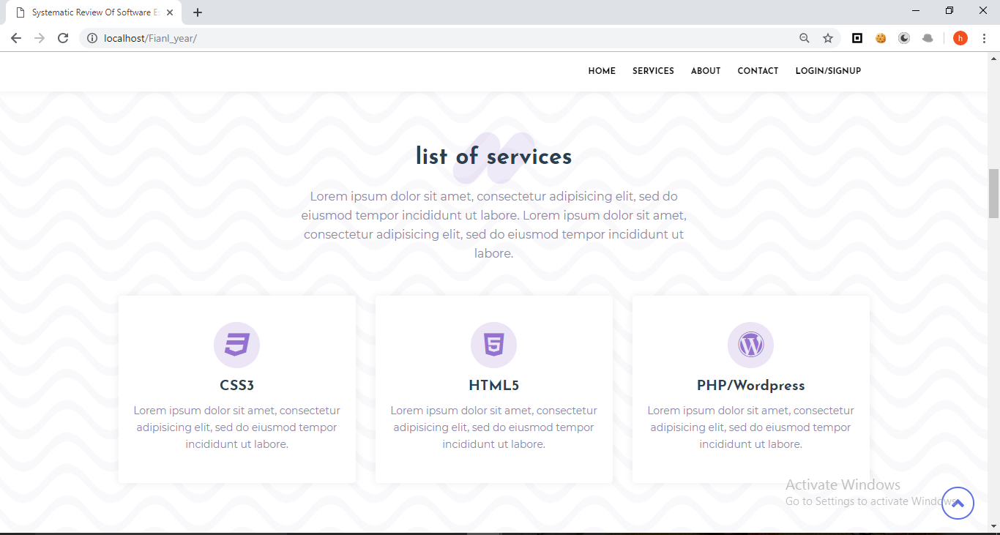 Systematic Review Of Software Es
localhost/Fianl_year/
h
HOME SERVICES ABOUT CONTACT LOGIN/SIGNUP
list of services
Lorem ipsum dolor sit amet, consectetur adipisicing elit, sed do
eiusmod tempor incididunt ut labore. Lorem ipsum dolor sit amet,
consectetur adipisicing elit, sed do eiusmod tempor incididunt ut
labore.
CSS3
Lorem ipsum dolor sit amet, consectetur
adipisicing elit, sed do eiusmod tempor
incididunt ut labore.
HTML5
Lorem ipsum dolor sit amet, consectetur
adipisicing elit, sed do eiusmod tempor
incididunt ut labore.
PHP/Wordpress
Lorem ipsum dolor sit amet, consectetur
adipisicing elit, sed do eiusmod tempor
incididunt ut labore.
Activate Windows
Go to Settings to activate Windows.